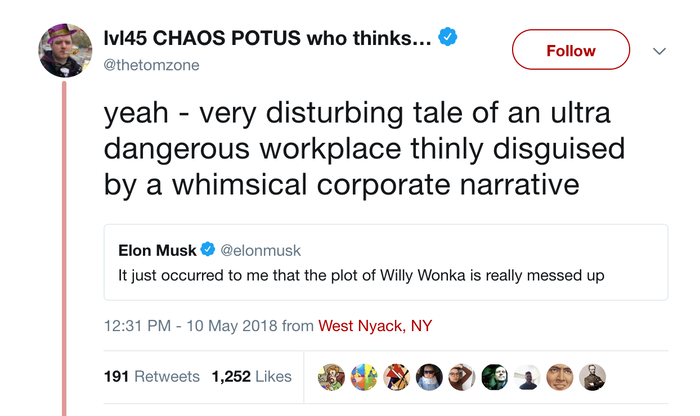 lvl45 CHAOS POTUS who thinks...
Follow
@thetomzone
yeah - very disturbing tale of an ultra
dangerous workplace thinly disguised
by a whimsical corporate narrative
Elon Musk @elonmusk
It just occurred to me that the plot of Willy Wonka is really messed up
12:31 PM - 10 May 2018 from West Nyack, NY
191 Retweets 1,252 Likes